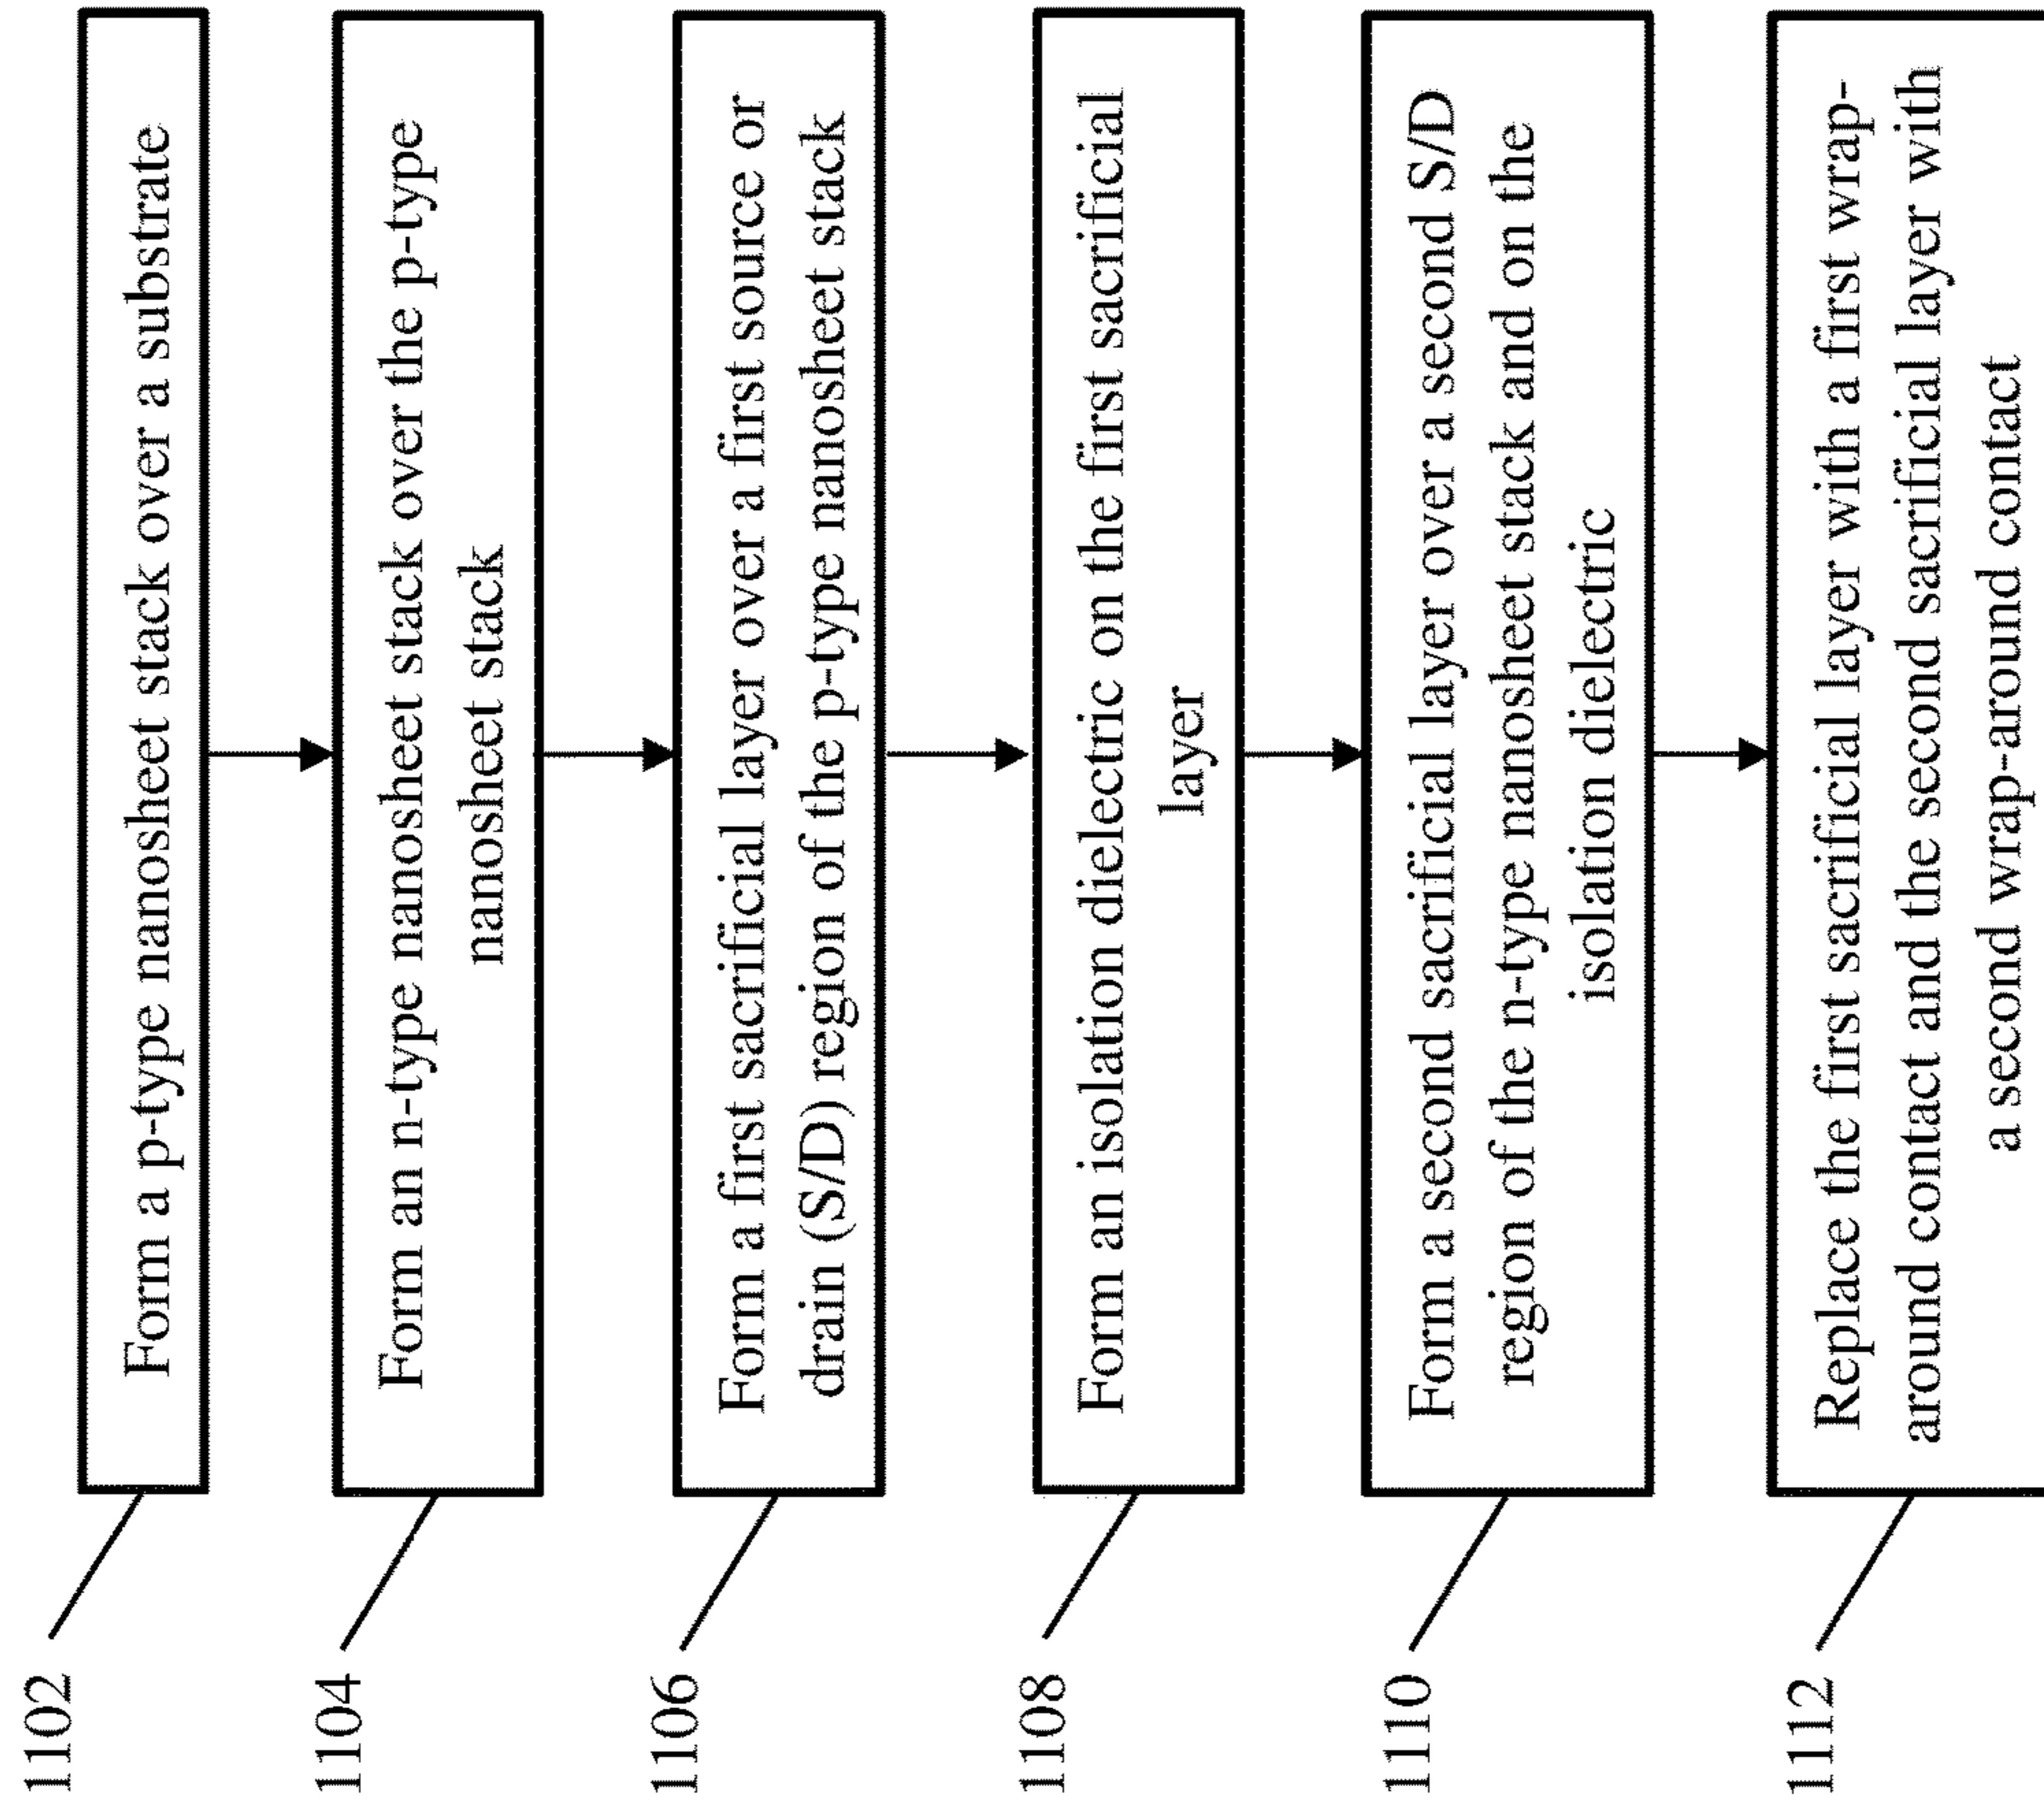 1102
Form a p-type nanosheet stack over a substrate
1104
Form an n-type nanosheet stack over the p-type
nanosheet stack
1106
Form a first sacrificial layer over a first source or
drain (S/D) region of the p-type nanosheet stack
1108
Form an isolation dielectric on the first sacrificial
layer
1110
Form a second sacrificial layer over a second S/D
region of the n-type nanosheet stack and on the
isolation dielectric
1112
Replace the first sacrificial layer with a first wrap-
around contact and the second sacrificial layer with
a second wrap-around contact